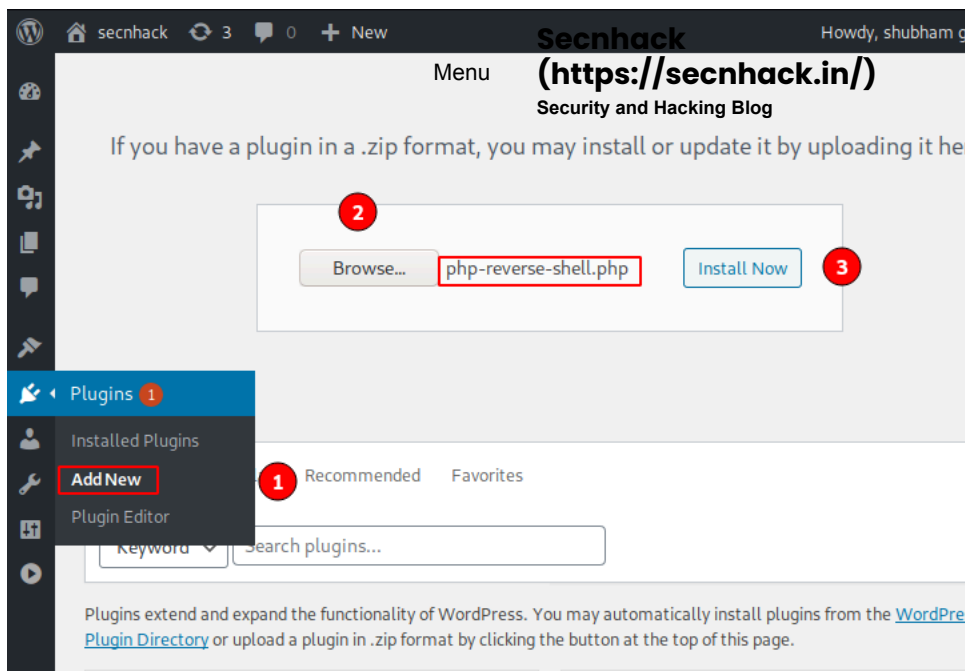 secnhack 3 0 + New Howdy, shubham g
Secnhack
Menu (https://secnhack.in/)
Security and Hacking Blog
If you have a plugin in a .zip format, you may install or update it by uploading it he
2
Browse... php-reverse-shell.php Install Now 3
Plugins 1
Installed Plugins
Add New 1 Recommended Favorites
Plugin Editor
Keyword Search plugins...
Plugins extend and expand the functionality of WordPress. You may automatically install plugins from the WordPre
Plugin Directory or upload a plugin in .zip format by clicking the button at the top of this page.